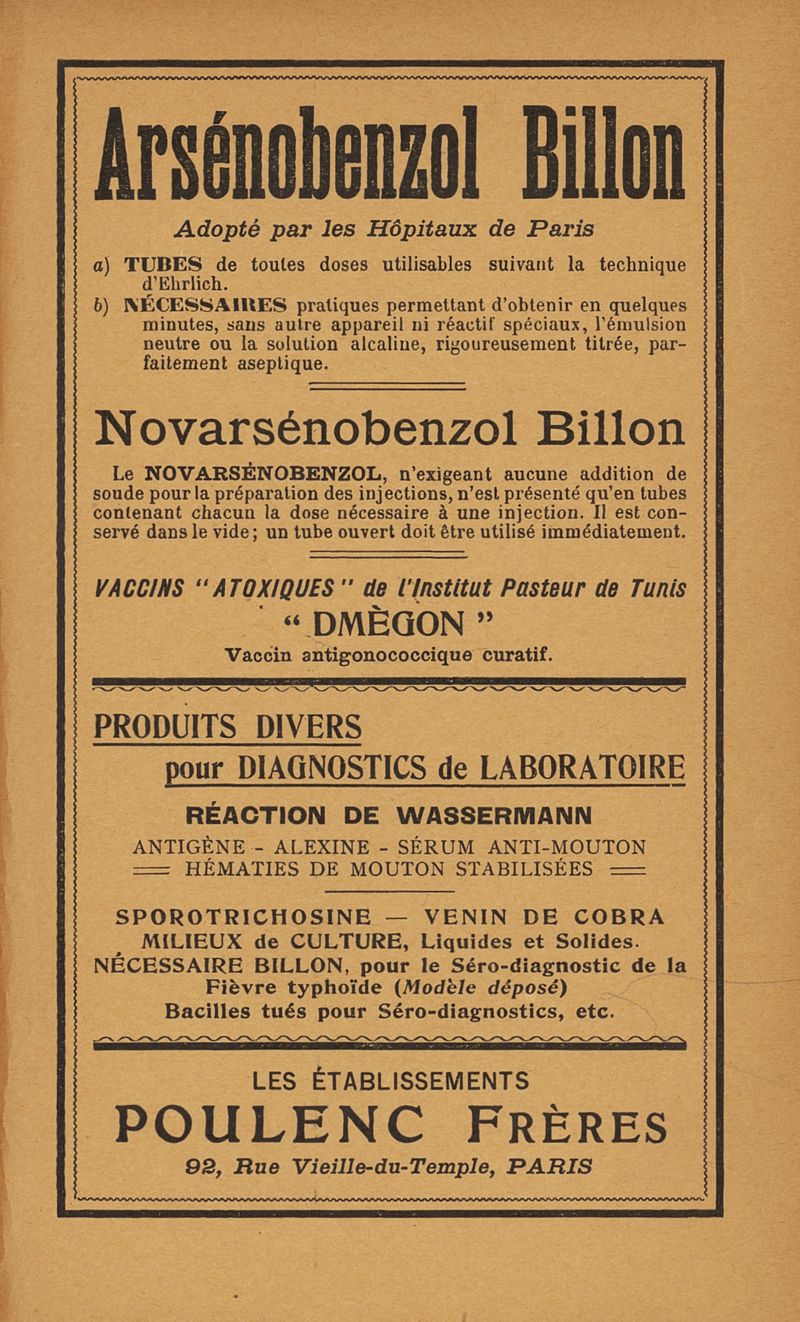 Arsénobenzol Billon
Adopté par les Hôpitaux de Paris
a) TUBES de toutes doses utilisables suivant la technique
d'Ehrlich.
b) NÉCESSAIRES pratiques permettant d'obtenir en quelques
minutes, sans autre appareil ni réactif spéciaux, l'émulsion
neutre ou la solution alcaline, rigoureusement titrée, par-
faitement aseptique.
Novarsénobenzol Billon
Le NOVARSÉNOBENZOL, n'exigeant aucune addition de
soude pour la préparation des injections, n'est présenté qu'en tubes
contenant chacun la dose nécessaire à une injection. Il est con-
servé dans le vide; un tube ouvert doit être utilisé immédiatement.
VACCINS "ATOXIQUES" de l'Institut Pasteur de Tunis
“ DMÈGON ”
Vaccin antigonococcique curatif.
PRODUITS DIVERS
pour DIAGNOSTICS de LABORATOIRE
RÉACTION DE WASSERMANN
ANTIGÈNE - ALEXINE - SÉRUM ANTI-MOUTON
HÉMATIES DE MOUTON STABILISÉES
SPOROTRICHOSINE — VENIN DE COBRA
MILIEUX de CULTURE, Liquides et Solides.
NÉCESSAIRE BILLON, pour le Séro-diagnostic de la
Fièvre typhoïde (Modèle déposé)
Bacilles tués pour Séro-diagnostics, etc.
LES ÉTABLISSEMENTS
POULENC FRÈRES
92, Rue Vieille-du-Temple, PARIS